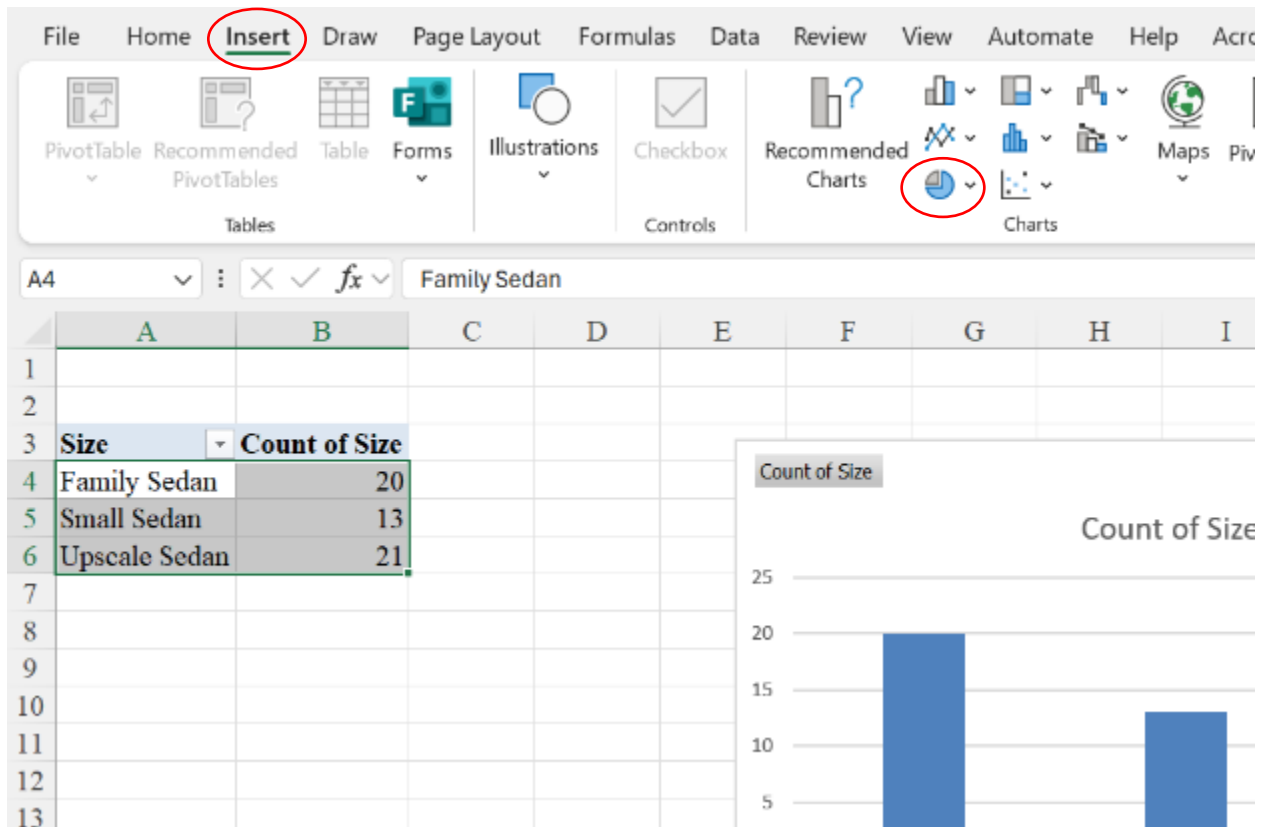 File Home Insert Draw Page Layout Formulas Data Review View Automate Help Acro
PivotTable Recommended PivotTables Table Forms Illustrations Checkbox Recommended Charts Maps Piv
Tables Controls Charts
A4 fx Family Sedan
A B C D E F G H I
1
2
3 Size Count of Size
4 Family Sedan 20
5 Small Sedan 13
6 Upscale Sedan 21
7
8
9
10
11
12
13
Count of Size
Count of Size
25
20
15
10
5